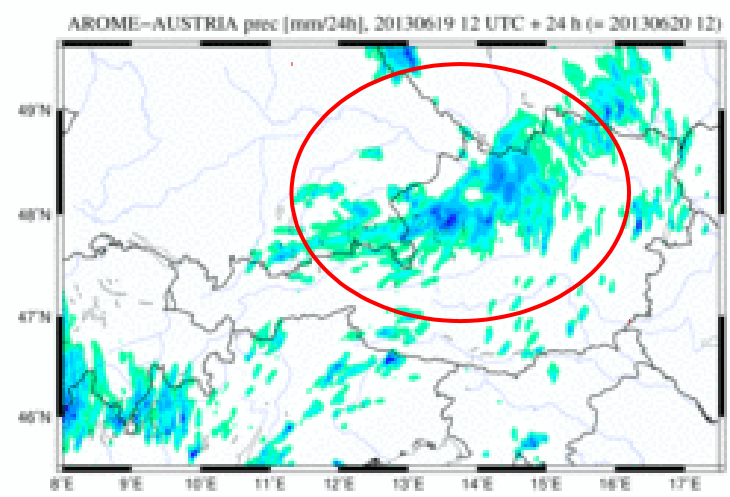 AROME−AUSTRIA prec [mm/24h], 20130619 12 UTC + 24 h (= 20130620 12)
49°N
48°N
47°N
46°N
8°E 9°E 10°E 11°E 12°E 13°E 14°E 15°E 16°E 17°E